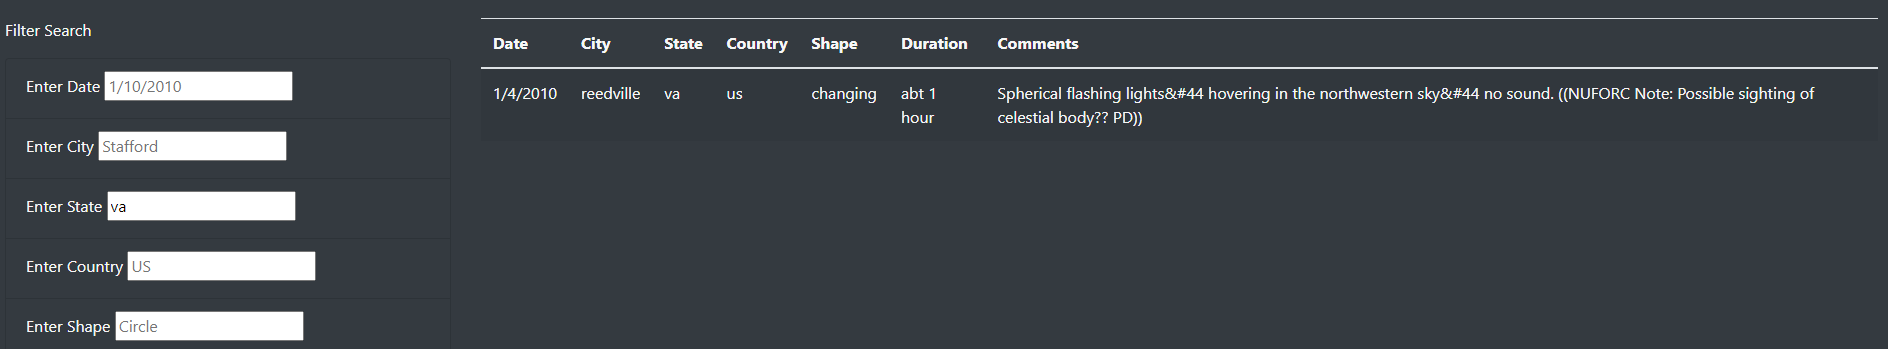 Filter Search
Enter Date 1/10/2010
Enter City Stafford
Enter State va
Enter Country US
Enter Shape Circle
Date City State Country Shape Duration Comments
1/4/2010 reedville va us changing abt 1 Spherical flashing lights&#44 hovering in the northwestern sky&#44 no sound. ((NUFORC Note: Possible sighting of
hour celestial body?? PD))